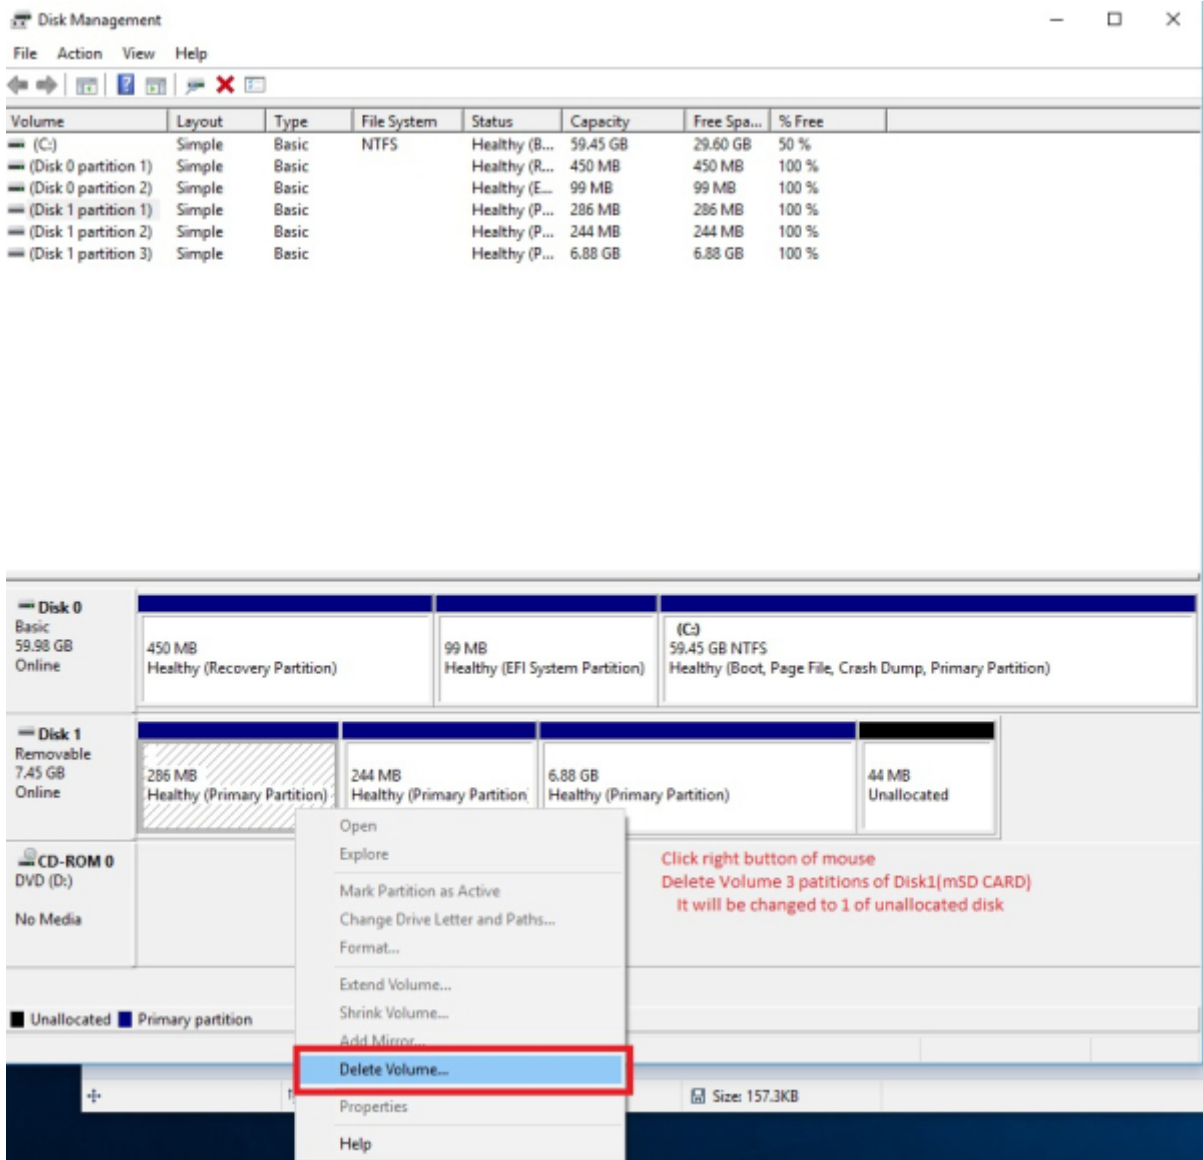 Disk Management
File Action View Help
Volume Layout Type File System Status Capacity Free Spa... % Free
(C:) Simple Basic NTFS Healthy (B... 59.45 GB 29.60 GB 50 %
(Disk 0 partition 1) Simple Basic Healthy (R... 450 MB 450 MB 100 %
(Disk 0 partition 2) Simple Basic Healthy (E... 99 MB 99 MB 100 %
(Disk 1 partition 1) Simple Basic Healthy (P... 286 MB 286 MB 100 %
(Disk 1 partition 2) Simple Basic Healthy (P... 244 MB 244 MB 100 %
(Disk 1 partition 3) Simple Basic Healthy (P... 6.88 GB 6.88 GB 100 %
Disk 0
Basic
59.98 GB
Online
450 MB
Healthy (Recovery Partition)
99 MB
Healthy (EFI System Partition)
(C:)
59.45 GB NTFS
Healthy (Boot, Page File, Crash Dump, Primary Partition)
Disk 1
Removable
7.45 GB
Online
286 MB
Healthy (Primary Partition)
244 MB
Healthy (Primary Partition
6.88 GB
Healthy (Primary Partition)
44 MB
Unallocated
CD-ROM 0
DVD (D:)
No Media
Open
Explore
Mark Partition as Active
Change Drive Letter and Paths...
Format...
Extend Volume...
Shrink Volume...
Add Mirror...
Delete Volume...
Properties
Help
Click right button of mouse
Delete Volume 3 patitions of Disk1(mSD CARD)
It will be changed to 1 of unallocated disk
Unallocated Primary partition
Size: 157.3KB